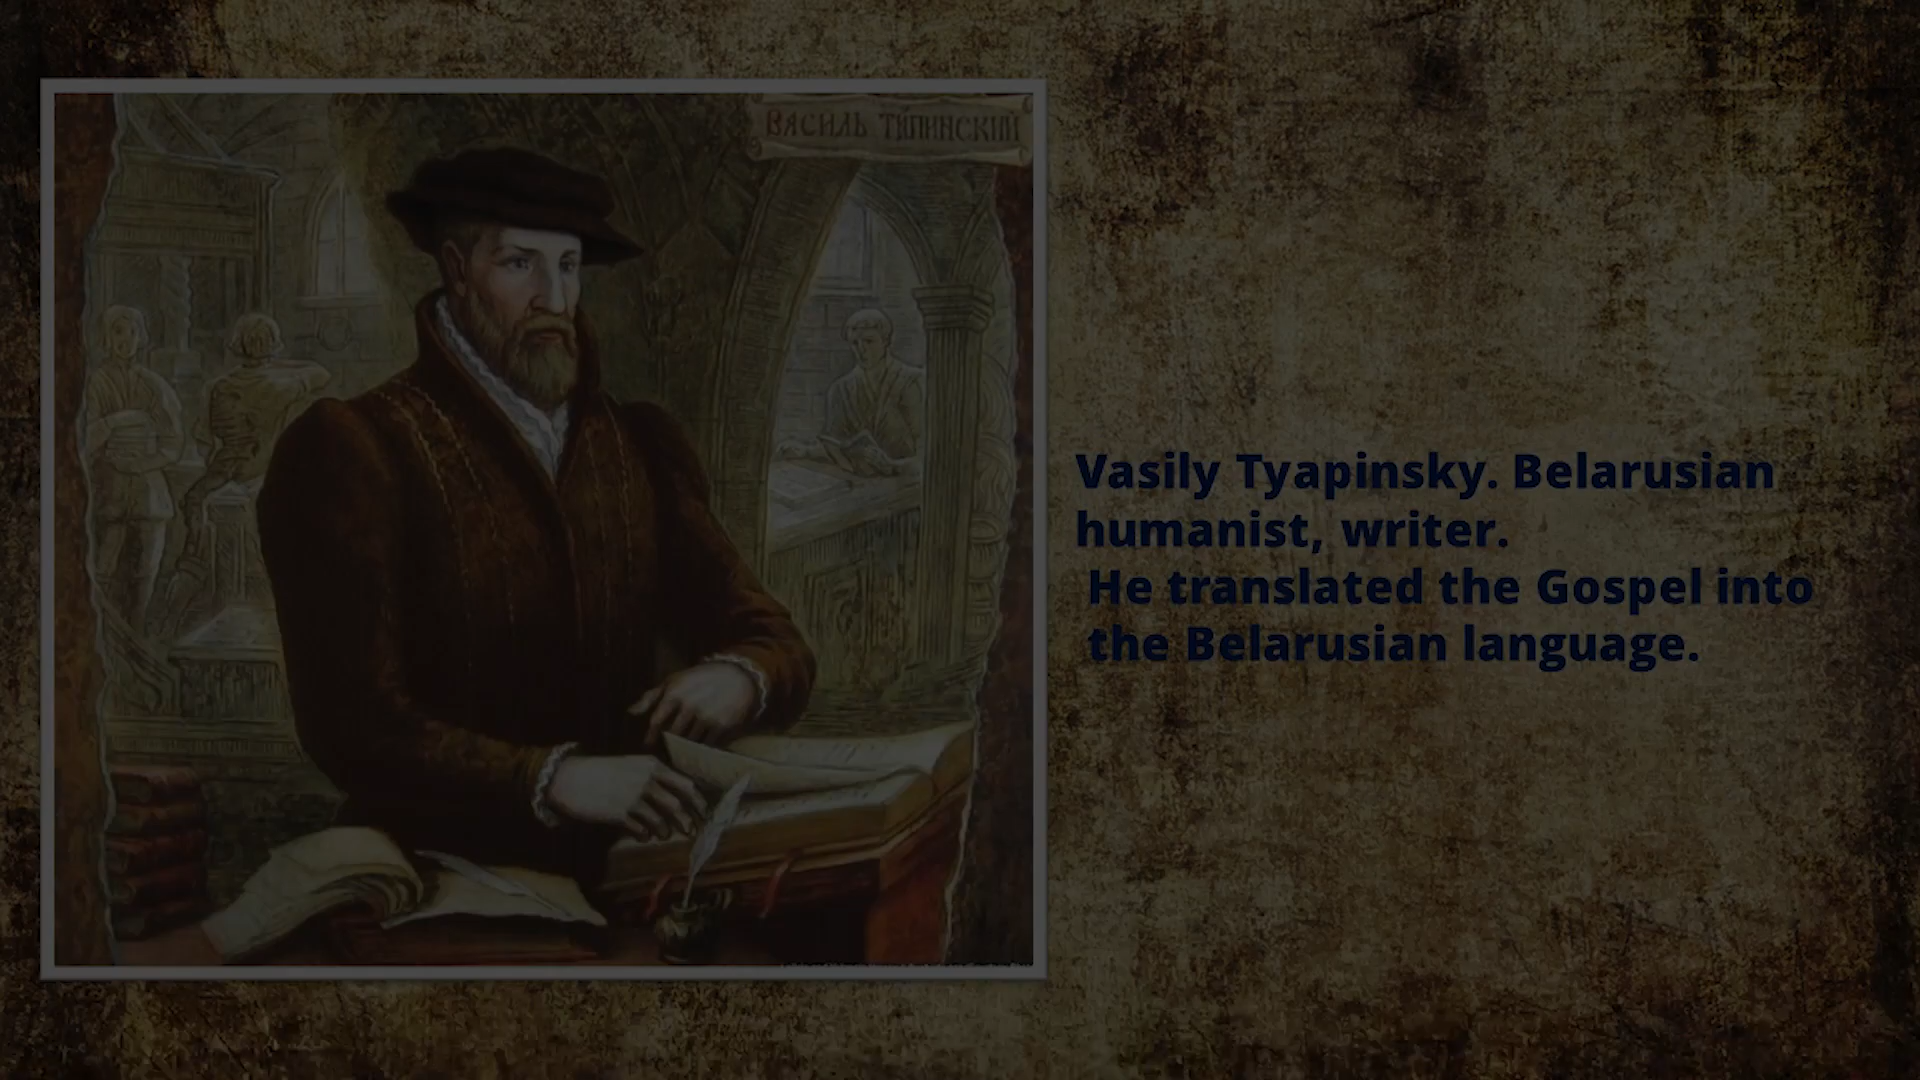 ВАСИЛЬ ТЯПИНСКИЙ
Vasily Tyapinsky. Belarusian
humanist, writer.
He translated the Gospel into
the Belarusian language.